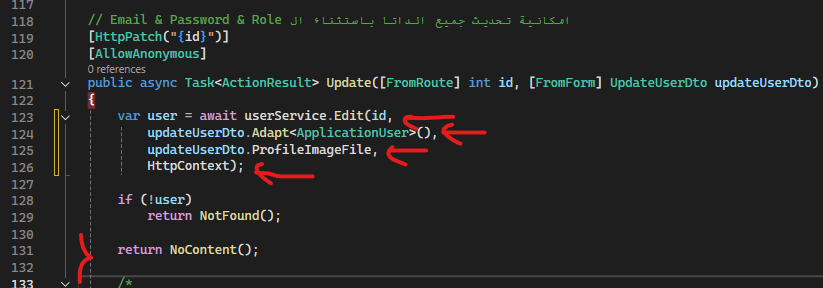 117
118 // Email & Password & Role امكانية تحديث جميع الداتا باستثناء ال
119 [HttpPatch("{id}")]
120 [AllowAnonymous]
0 references
121 public async Task<ActionResult> Update([FromRoute] int id, [FromForm] UpdateUserDto updateUserDto)
122 {
123 var user = await userService.Edit(id,
124 updateUserDto.Adapt<ApplicationUser>(),
125 updateUserDto.ProfileImageFile,
126 HttpContext);
127
128 if (!user)
129 return NotFound();
130
131 return NoContent();
132
133 /*